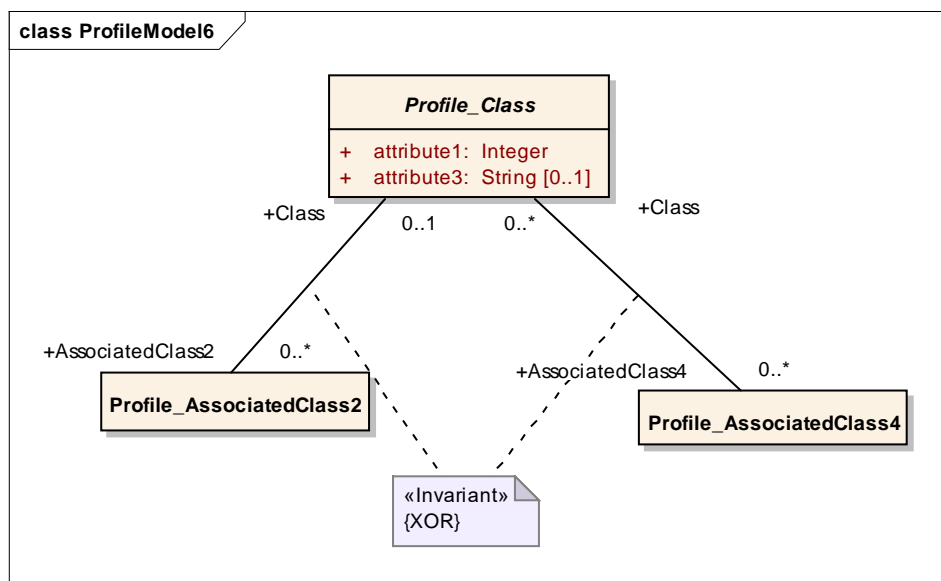 class ProfileModel6
Profile_Class
+ attribute1: Integer
+ attribute3: String [0..1]
+Class
0..1
0..*
+Class
+AssociatedClass2
0..*
+AssociatedClass4
0..*
Profile_AssociatedClass2
Profile_AssociatedClass4
«Invariant»
{XOR}